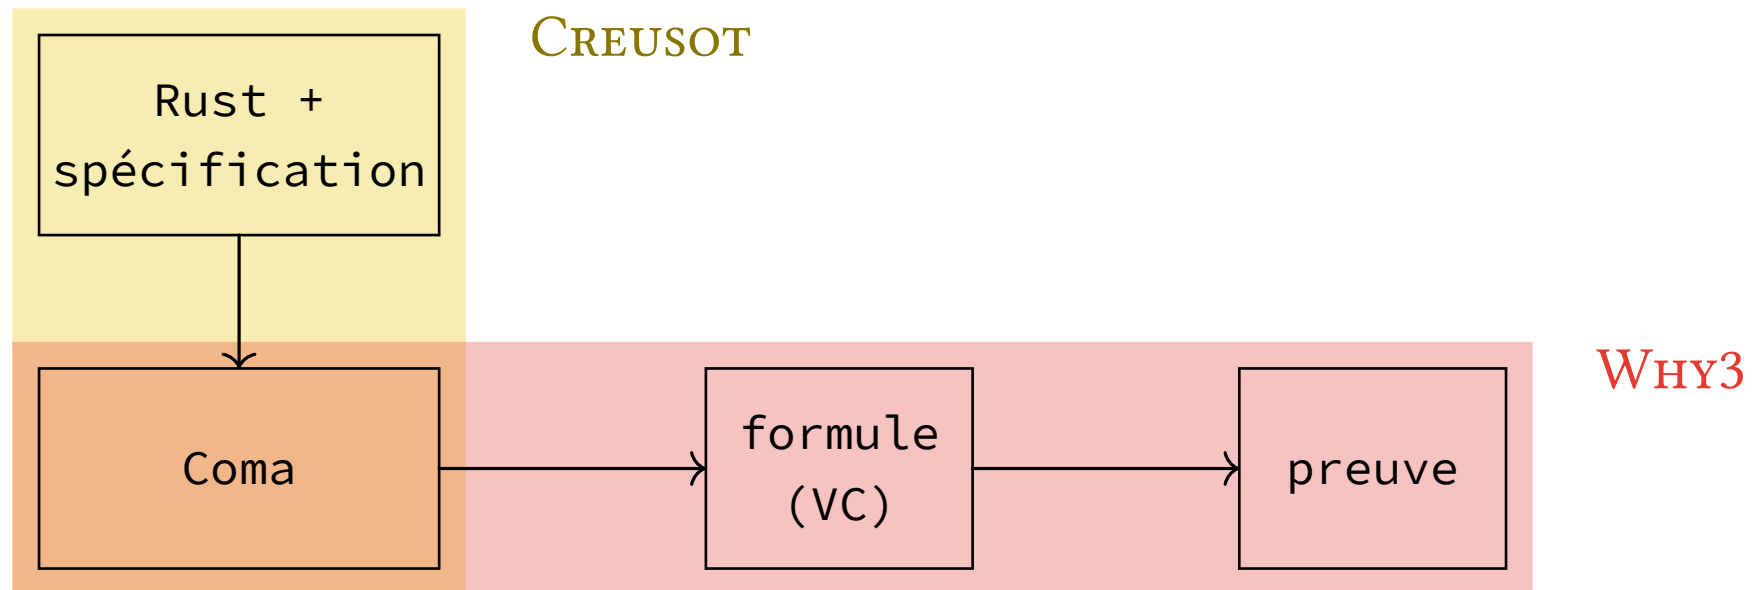 CREUSOT
Rust +
spécification
WHY3
Coma
formule
(VC)
preuve